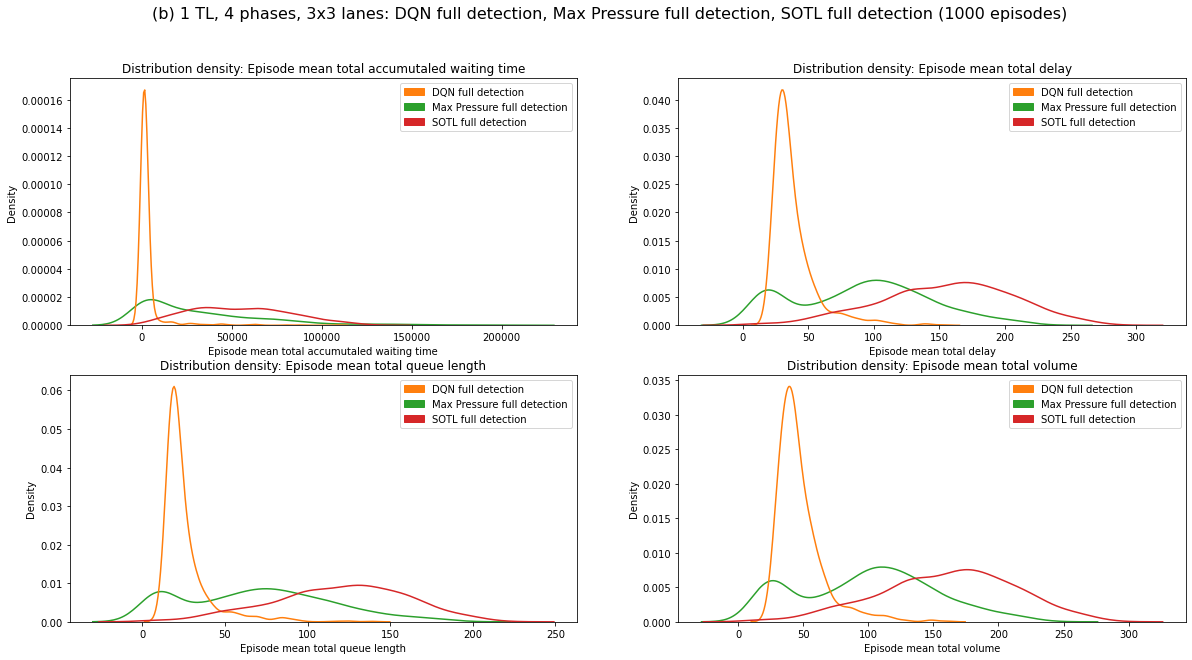 (b) 1 TL, 4 phases, 3x3 lanes: DQN full detection, Max Pressure full detection, SOTL full detection (1000 episodes)
Distribution density: Episode mean total accumutaled waiting time
DQN full detection
Max Pressure full detection
SOTL full detection
0.00016
0.00014
0.00012
0.00010
0.00008
0.00006
0.00004
0.00002
0.00000
Density
0
50000
100000
150000
200000
Episode mean total accumutaled waiting time
Distribution density: Episode mean total delay
DQN full detection
Max Pressure full detection
SOTL full detection
0.040
0.035
0.030
0.025
0.020
0.015
0.010
0.005
0.000
Density
0
50
100
150
200
250
300
Episode mean total delay
Distribution density: Episode mean total queue length
DQN full detection
Max Pressure full detection
SOTL full detection
0.06
0.05
0.04
0.03
0.02
0.01
0.00
Density
0
50
100
150
200
250
Episode mean total queue length
Distribution density: Episode mean total volume
DQN full detection
Max Pressure full detection
SOTL full detection
0.035
0.030
0.025
0.020
0.015
0.010
0.005
0.000
Density
0
50
100
150
200
250
300
Episode mean total volume